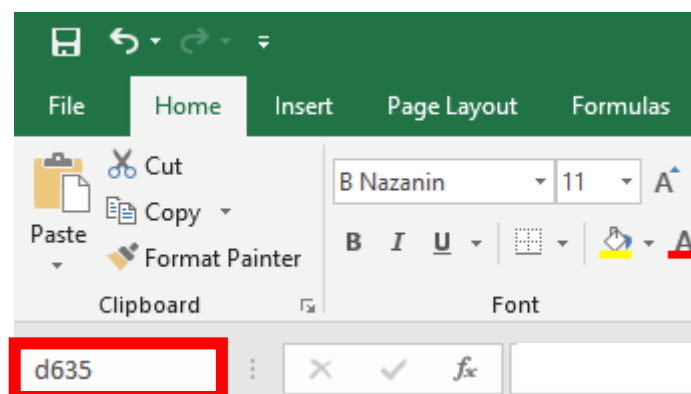 File Home Insert Page Layout Formulas
Cut
Copy
Paste
Format Painter
B Nazanin 11 A
B I U A
Clipboard Font
d635 fx